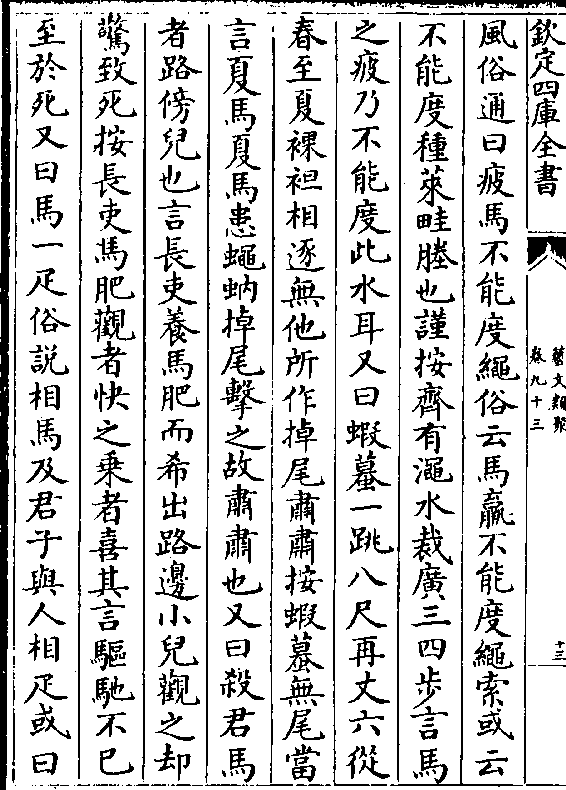 欽定四庫全書
藝文類聚
卷九十三
十三
風俗通曰疲馬不能度繩俗云馬羸不能度繩索或云
不能度種萊畦塍也謹按齊有澠水裁廣三四步言馬
之疲乃不能度此水耳又曰蝦蟇一跳八尺再丈六從
春至夏裸袒相逐無他所作掉尾肅肅按蝦蟇無尾當
言夏馬夏馬患蠅蚋掉尾擊之故肅肅也又曰殺君馬
者路傍兒也言長吏養馬肥而希出路邊小兒觀之却
驚致死按長吏馬肥觀者快之乗者喜其言驅馳不已
至於死又曰馬一疋俗説相馬及君子與人相疋或曰